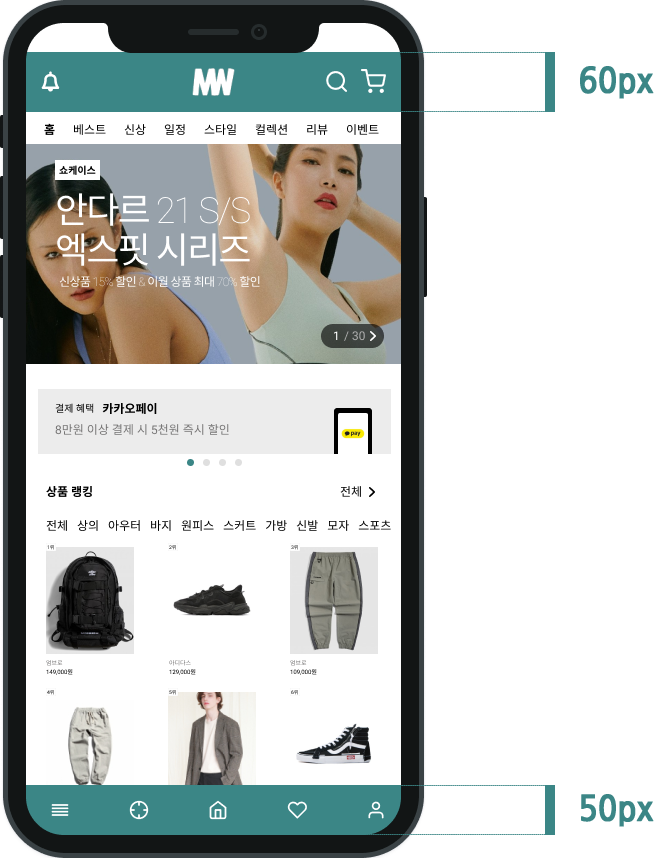 60px
MW
홈 베스트 신상 일정 스타일 컬렉션 리뷰 이벤트
쇼케이스
안다르 21 S/S
엑스핏 시리즈
신상품 15% 할인 & 이월 상품 최대 70% 할인
1 / 30
결제 혜택 카카오페이
8만원 이상 결제 시 5천원 즉시 할인
pay
상품 랭킹 전체
전체 상의 아우터 바지 원피스 스커트 가방 신발 모자 스포츠
1위 2위 3위
엄브로 아디다스 엄브로
149,000원 129,000원 109,000원
4위 5위 6위
50px